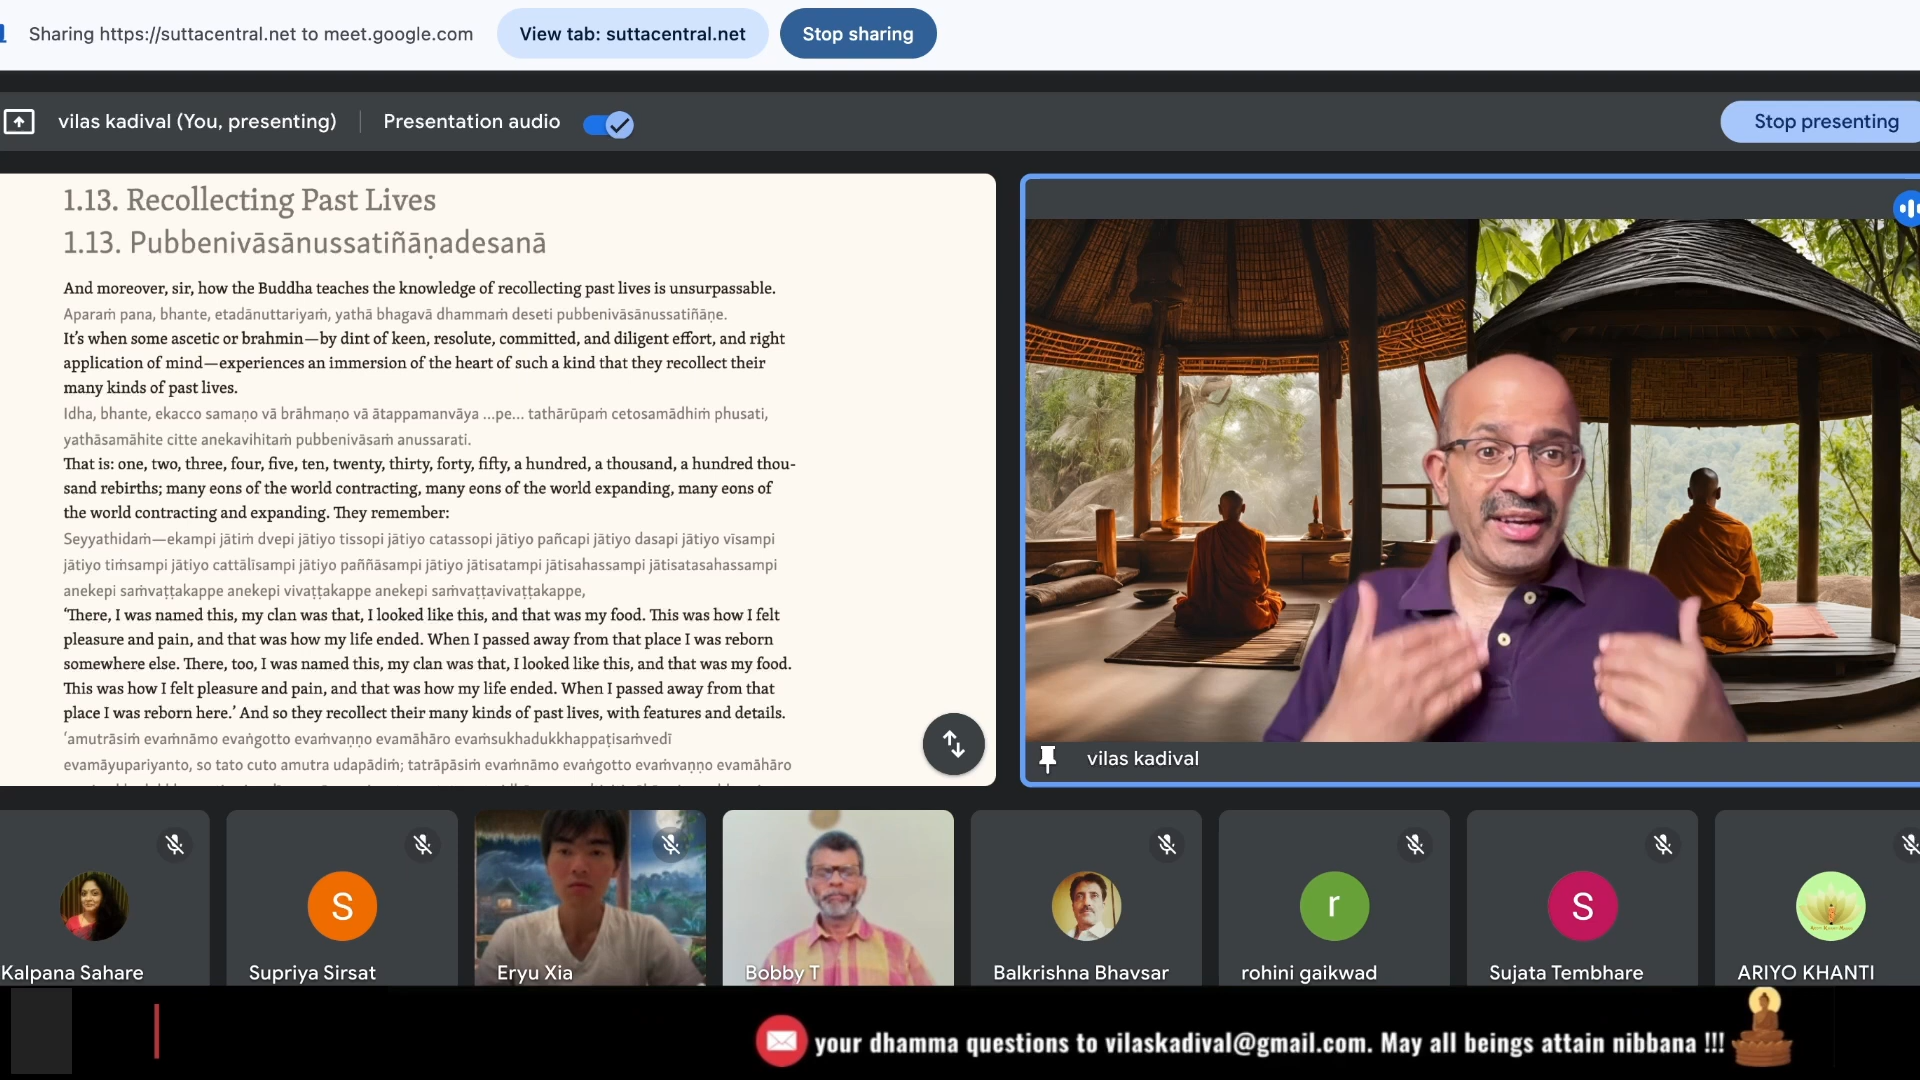 Sharing https://suttacentral.net to meet.google.com
View tab: suttacentral.net
Stop sharing
vilas kadival (You, presenting)
Presentation audio
Stop presenting
1.13. Recollecting Past Lives
1.13. Pubbenivāsānussatiñāṇadesanā
And moreover, sir, how the Buddha teaches the knowledge of recollecting past lives is unsurpassable.
Aparaṁ pana, bhante, etadānuttariyaṁ, yathā bhagavā dhammaṁ deseti pubbenivāsānussatiñāṇe.
It’s when some ascetic or brahmin—by dint of keen, resolute, committed, and diligent effort, and right
application of mind—experiences an immersion of the heart of such a kind that they recollect their
many kinds of past lives.
Idha, bhante, ekacco samaṇo vā brāhmaṇo vā ātappamanvāya …pe… tathārūpaṁ cetosamādhiṁ phusati,
yathāsamāhite citte anekavihitaṁ pubbenivāsaṁ anussarati.
That is: one, two, three, four, five, ten, twenty, thirty, forty, fifty, a hundred, a thousand, a hundred thou-
sand rebirths; many eons of the world contracting, many eons of the world expanding, many eons of
the world contracting and expanding. They remember:
Seyyathidaṁ—ekampi jātiṁ dvepi jātiyo tissopi jātiyo catassopi jātiyo pañcapi jātiyo dasapi jātiyo vīsampi
jātiyo tiṁsampi jātiyo cattālīsampi jātiyo paññāsampi jātiyo jātisatampi jātisahassampi jātisatasahassampi
anekepi saṁvaṭṭakappe anekepi vivaṭṭakappe anekepi saṁvaṭṭavivaṭṭakappe,
‘There, I was named this, my clan was that, I looked like this, and that was my food. This was how I felt
pleasure and pain, and that was how my life ended. When I passed away from that place I was reborn
somewhere else. There, too, I was named this, my clan was that, I looked like this, and that was my food.
This was how I felt pleasure and pain, and that was how my life ended. When I passed away from that
place I was reborn here.’ And so they recollect their many kinds of past lives, with features and details.
‘amutrāsiṁ evaṁnāmo evaṅgotto evaṁvaṇṇo evamāhāro evaṁsukhadukkhappaṭisaṁvedī
evamāyupariyanto, so tato cuto amutra udapādiṁ; tatrāpāsiṁ evaṁnāmo evaṅgotto evaṁvaṇṇo evamāhāro
vilas kadival
Kalpana Sahare
S
Supriya Sirsat
Eryu Xia
Bobby T
Balkrishna Bhavsar
r
rohini gaikwad
S
Sujata Tembhare
ARIYO KHANTI
your dhamma questions to vilaskadival@gmail.com. May all beings attain nibbana !!!